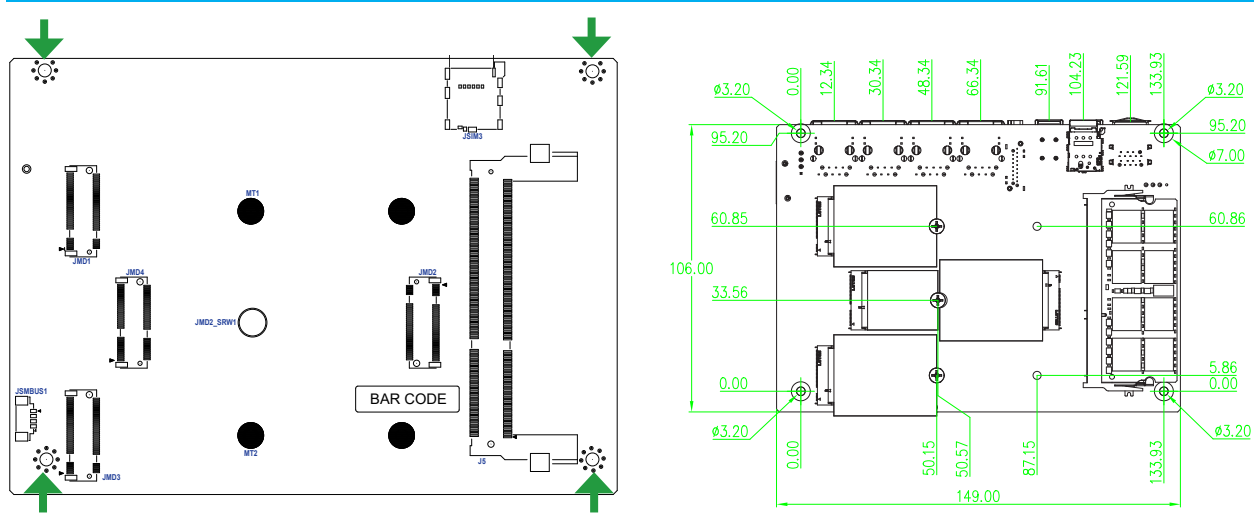 JSIM3
MT1
JMD1
JMD4
JMD2
JMD2_SRW1
JSMBUS1
BAR CODE
MT2
J5
JMD3
0.00
12.34
30.34
48.34
66.34
91.61
104.23
121.59
133.93
ø3.20
ø3.20
95.20
95.20
ø7.00
60.85
60.86
106.00
33.56
5.86
0.00
0.00
ø3.20
ø3.20
0.00
50.15
50.57
87.15
133.93
149.00